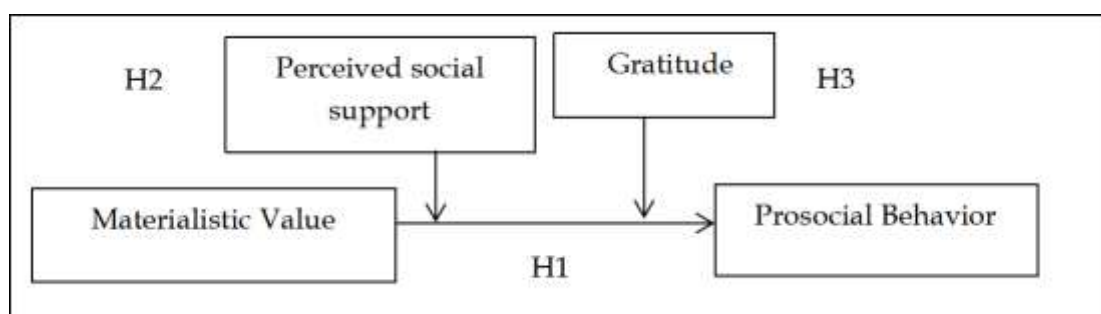 H2
Perceived social
support
Gratitude
H3
Materialistic Value
Prosocial Behavior
H1